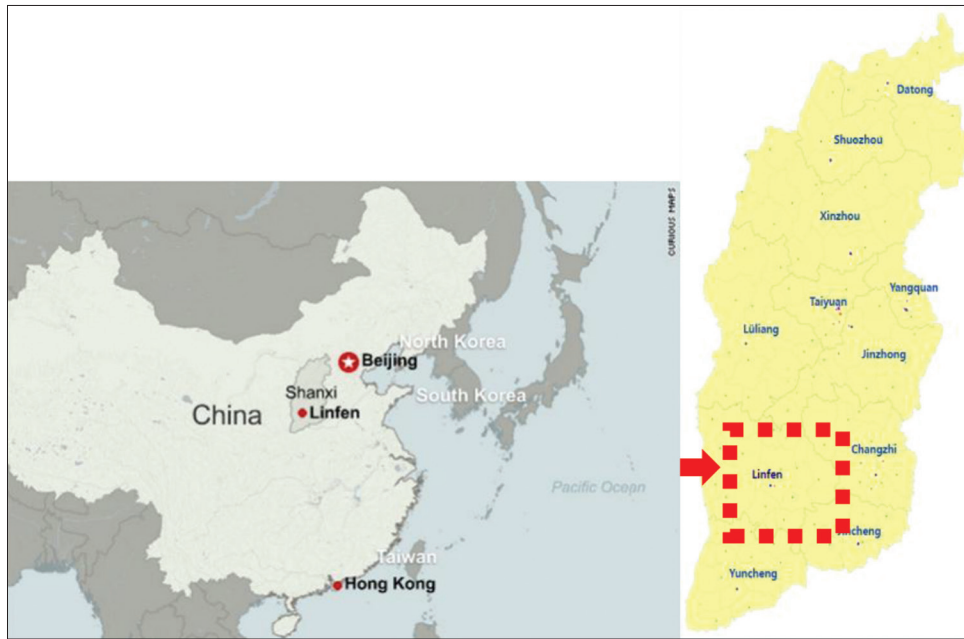 CURIOUS MAPS
North Korea
Beijing
Shanxi
South Korea
China
Linfen
Pacific Ocean
Taiwan
Hong Kong
Datong
Shuozhou
Xinzhou
Yangquan
Taiyuan
Lüliang
Jinzhong
Changzhi
Linfen
Yuncheng